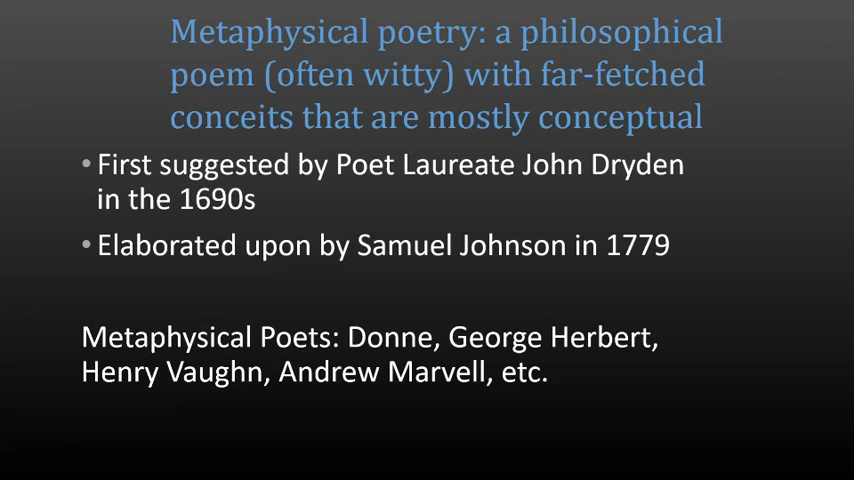 Metaphysical poetry: a philosophical
poem (often witty) with far-fetched
conceits that are mostly conceptual
• First suggested by Poet Laureate John Dryden
in the 1690s
• Elaborated upon by Samuel Johnson in 1779
Metaphysical Poets: Donne, George Herbert,
Henry Vaughn, Andrew Marvell, etc.